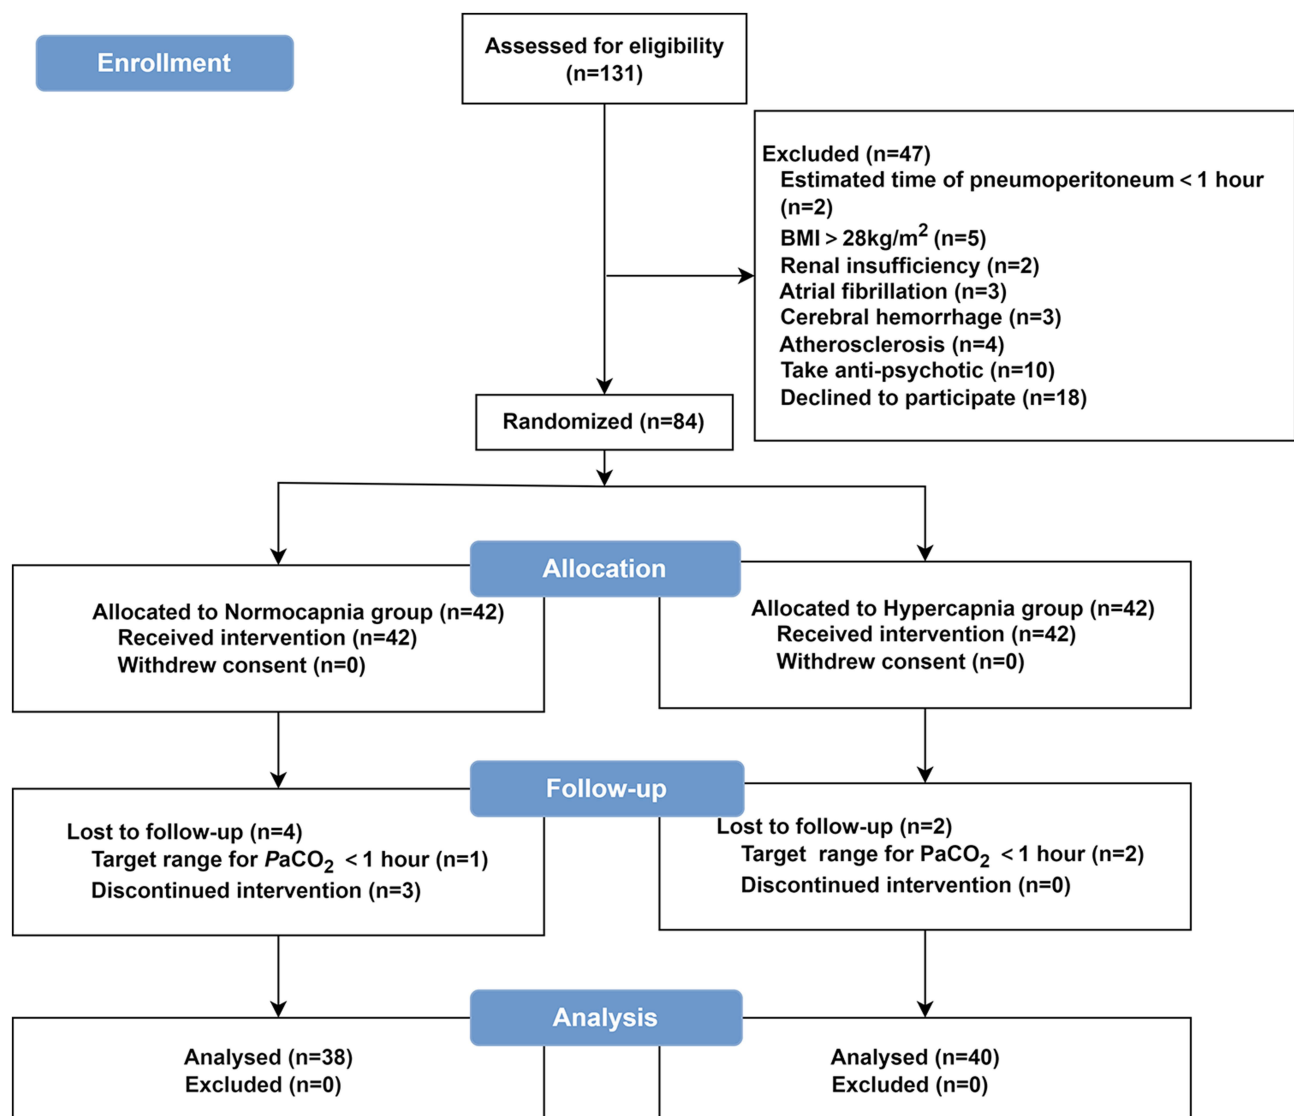 Enrollment
Assessed for eligibility
(n=131)
Excluded (n=47)
Estimated time of pneumoperitoneum < 1 hour
(n=2)
BMI > 28kg/m² (n=5)
Renal insufficiency (n=2)
Atrial fibrillation (n=3)
Cerebral hemorrhage (n=3)
Atherosclerosis (n=4)
Take anti-psychotic (n=10)
Declined to participate (n=18)
Randomized (n=84)
Allocation
Allocated to Normocapnia group (n=42)
Received intervention (n=42)
Withdrew consent (n=0)
Allocated to Hypercapnia group (n=42)
Received intervention (n=42)
Withdrew consent (n=0)
Follow-up
Lost to follow-up (n=4)
Target range for PaCO₂ < 1 hour (n=1)
Discontinued intervention (n=3)
Lost to follow-up (n=2)
Target range for PaCO₂ < 1 hour (n=2)
Discontinued intervention (n=0)
Analysis
Analysed (n=38)
Excluded (n=0)
Analysed (n=40)
Excluded (n=0)